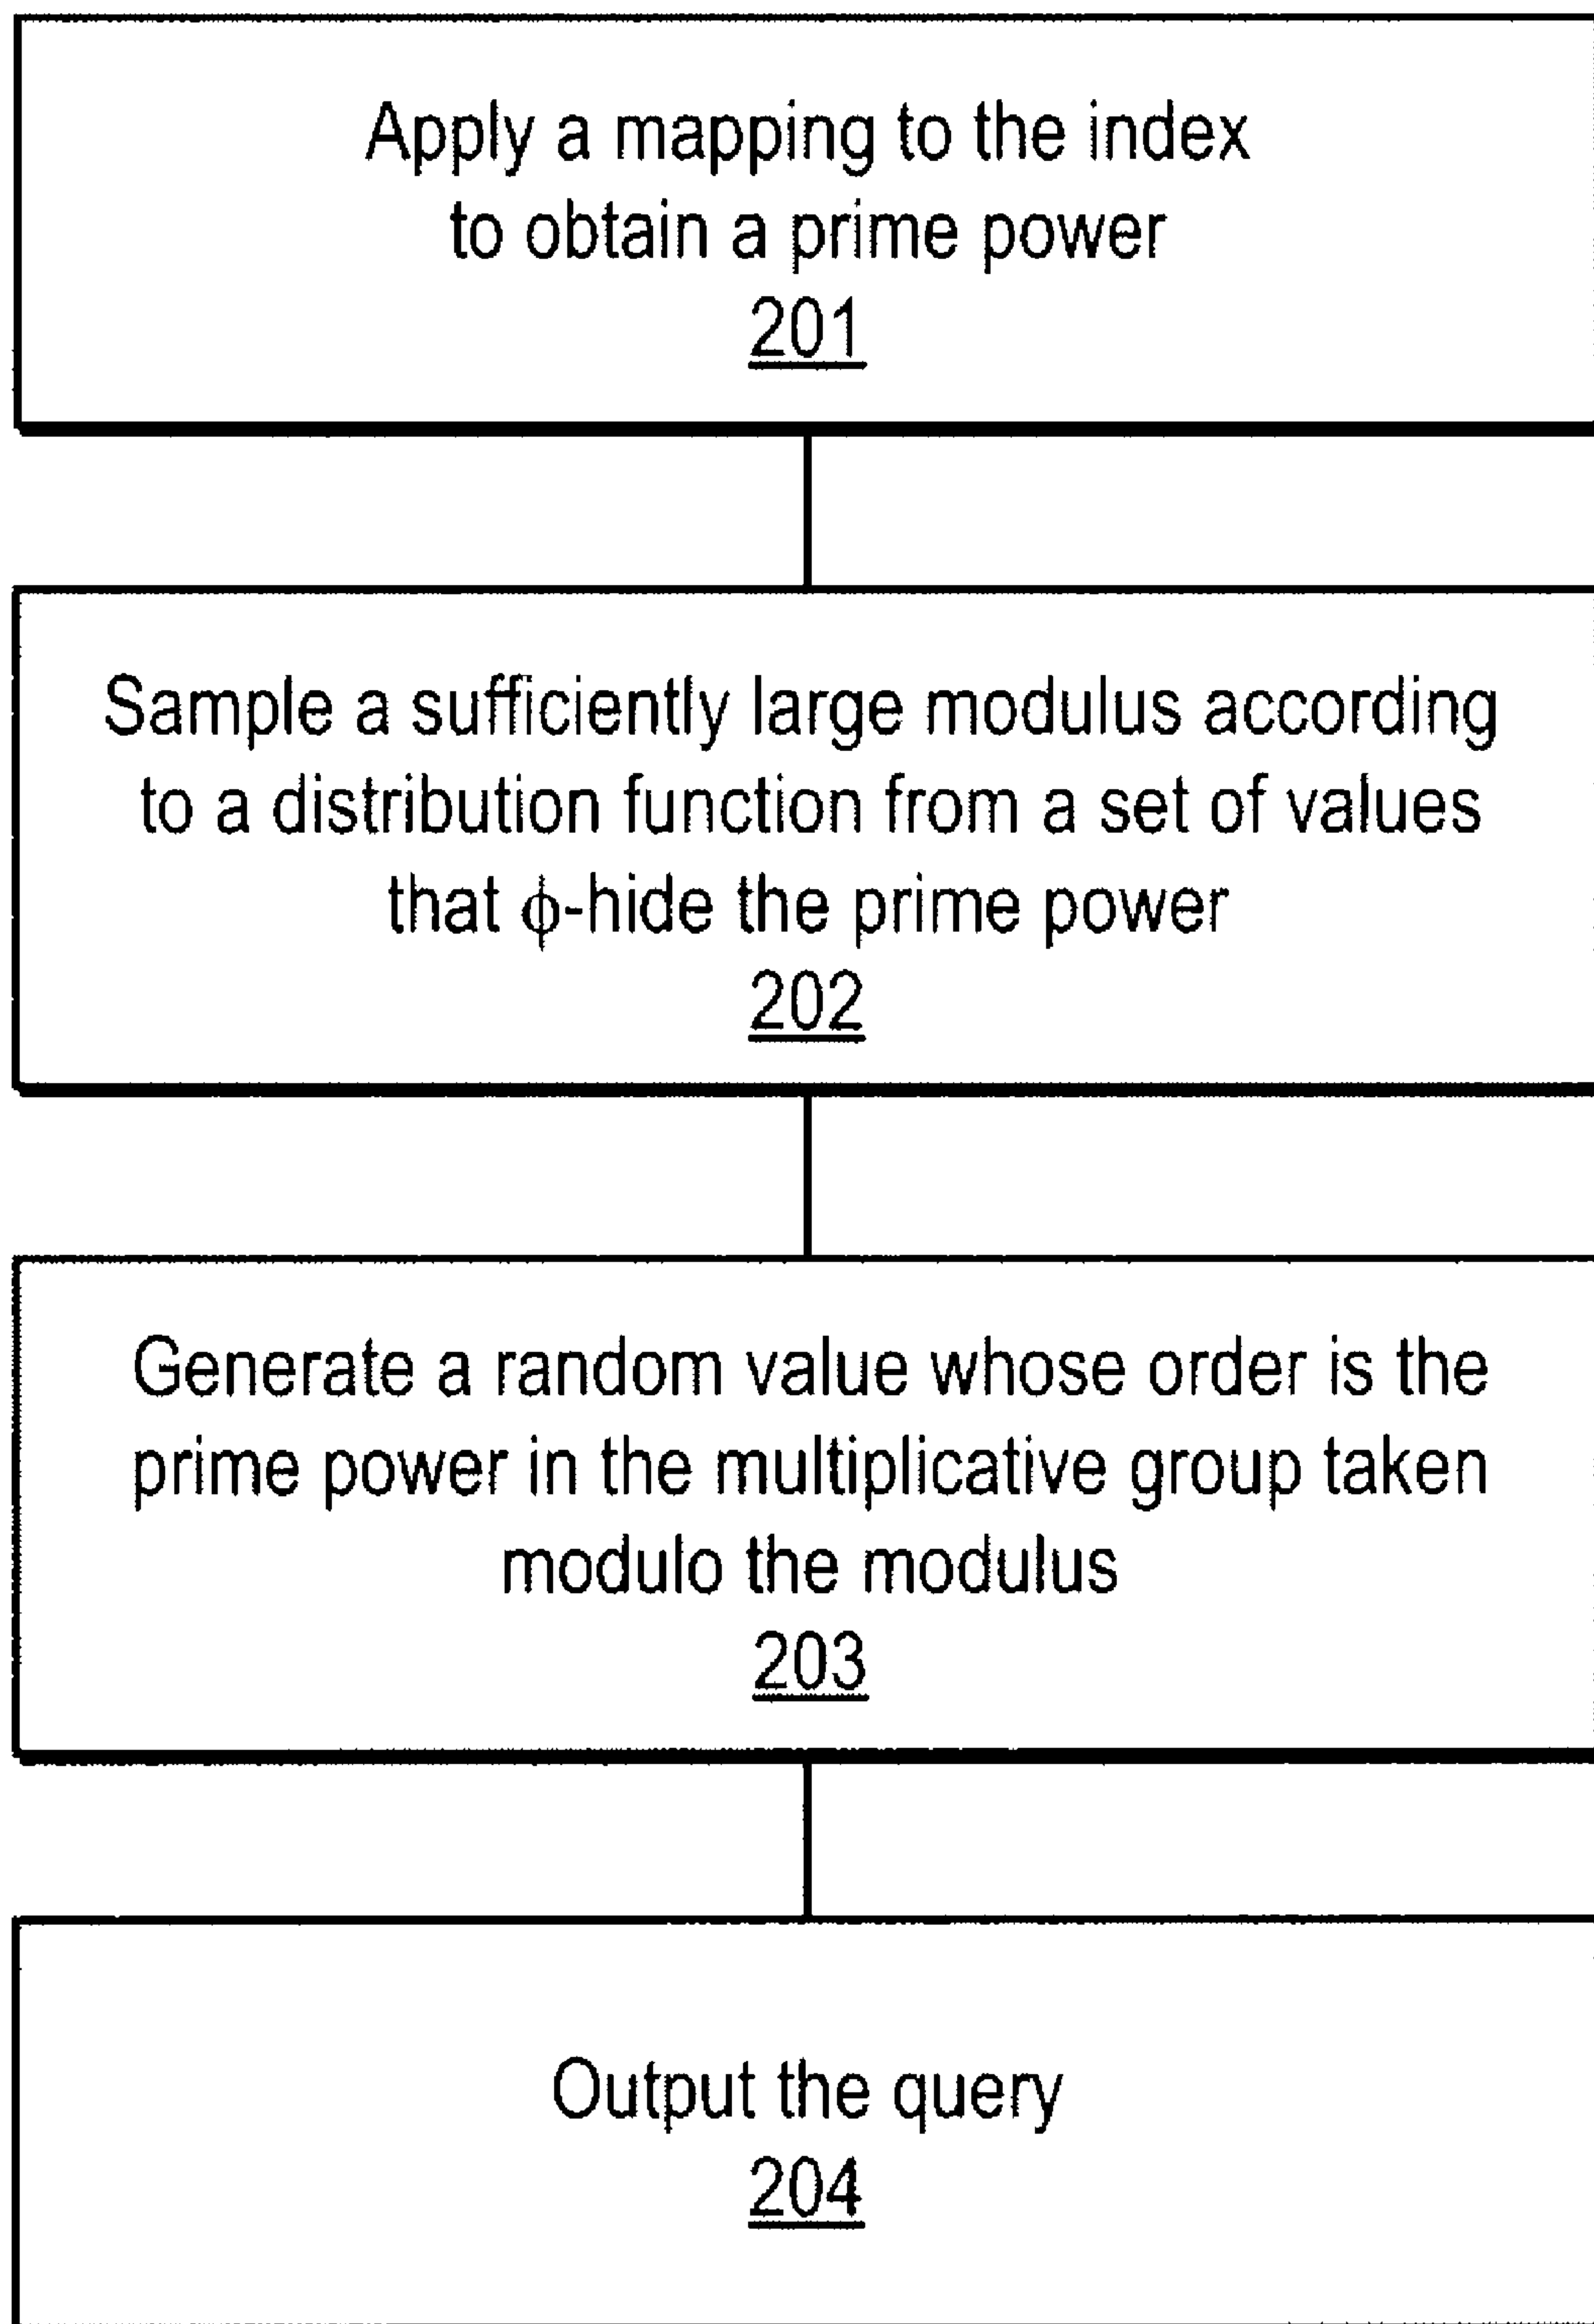 Apply a mapping to the index
to obtain a prime power
201
Sample a sufficiently large modulus according
to a distribution function from a set of values
that ϕ-hide the prime power
202
Generate a random value whose order is the
prime power in the multiplicative group taken
modulo the modulus
203
Output the query
204